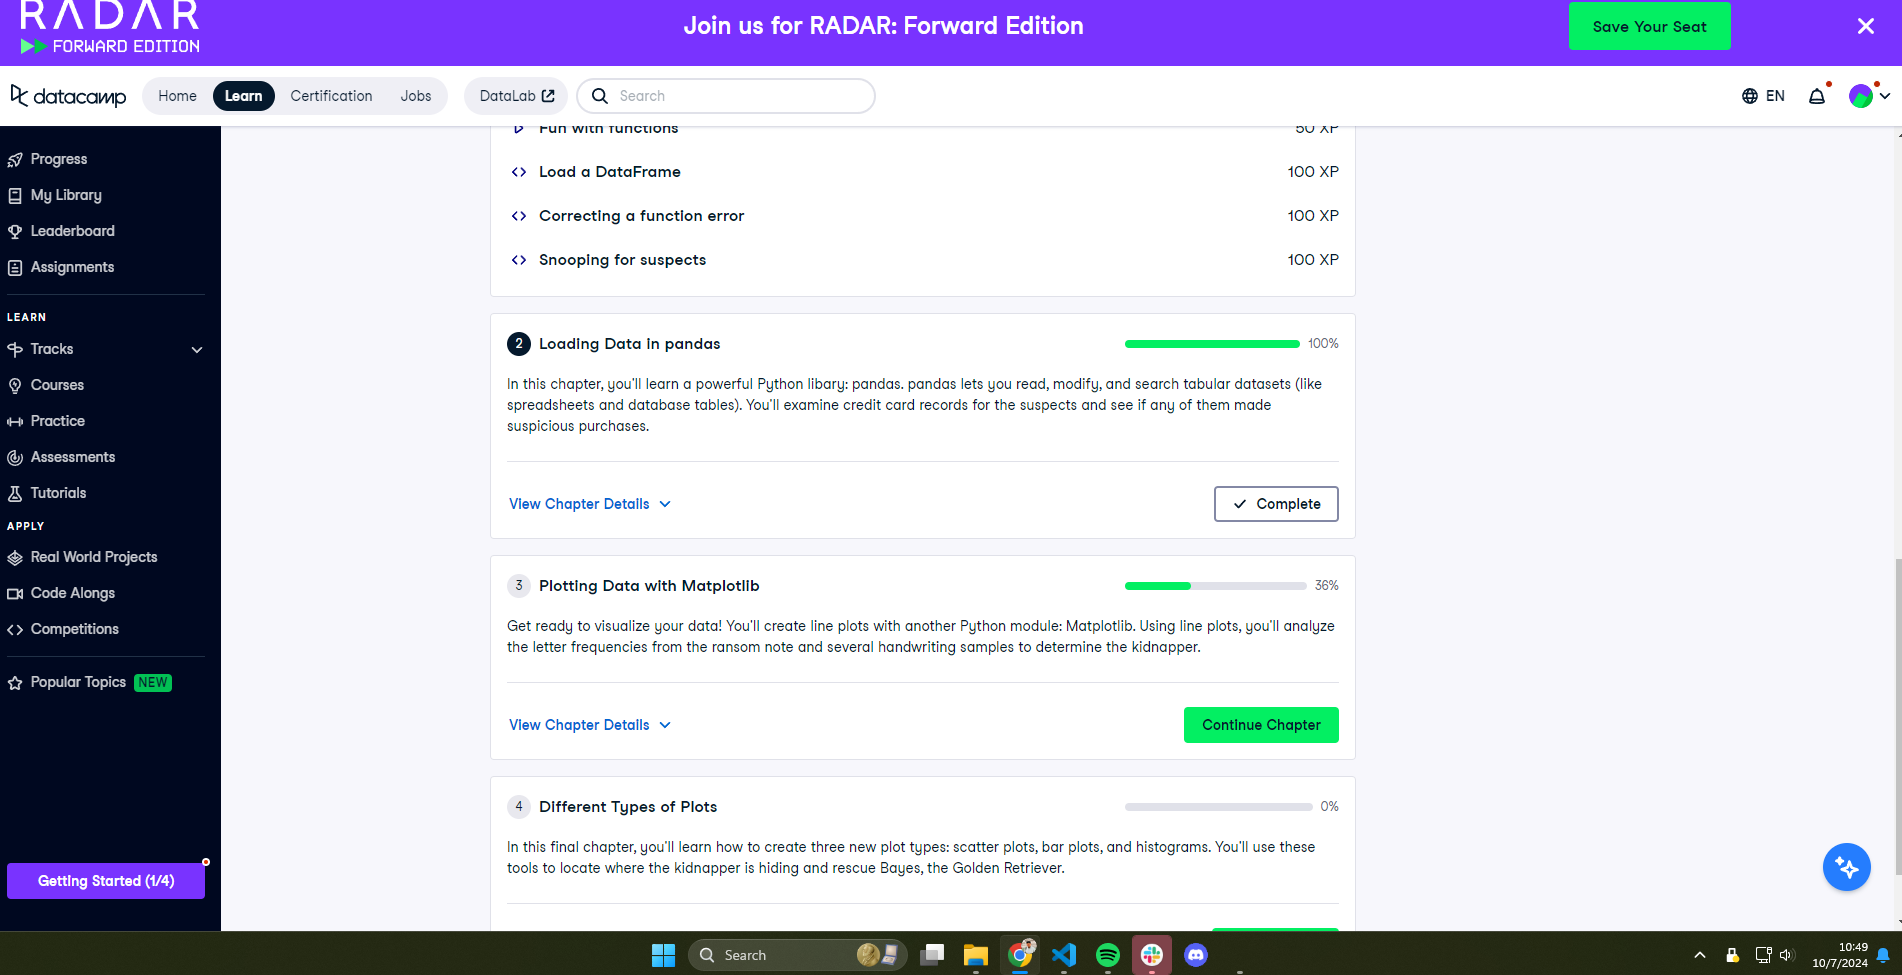 RADAR
FORWARD EDITION
Join us for RADAR: Forward Edition
Save Your Seat
datacamp
Home
Learn
Certification
Jobs
DataLab
Search
EN
Progress
My Library
Leaderboard
Assignments
LEARN
Tracks
Courses
Practice
Assessments
Tutorials
APPLY
Real World Projects
Code Alongs
Competitions
Popular Topics NEW
Getting Started (1/4)
Fun with functions 50 XP
Load a DataFrame 100 XP
Correcting a function error 100 XP
Snooping for suspects 100 XP
2 Loading Data in pandas 100%
In this chapter, you'll learn a powerful Python libary: pandas. pandas lets you read, modify, and search tabular datasets (like
spreadsheets and database tables). You'll examine credit card records for the suspects and see if any of them made
suspicious purchases.
View Chapter Details
Complete
3 Plotting Data with Matplotlib 36%
Get ready to visualize your data! You'll create line plots with another Python module: Matplotlib. Using line plots, you'll analyze
the letter frequencies from the ransom note and several handwriting samples to determine the kidnapper.
View Chapter Details
Continue Chapter
4 Different Types of Plots 0%
In this final chapter, you'll learn how to create three new plot types: scatter plots, bar plots, and histograms. You'll use these
tools to locate where the kidnapper is hiding and rescue Bayes, the Golden Retriever.
Search
10:49
10/7/2024